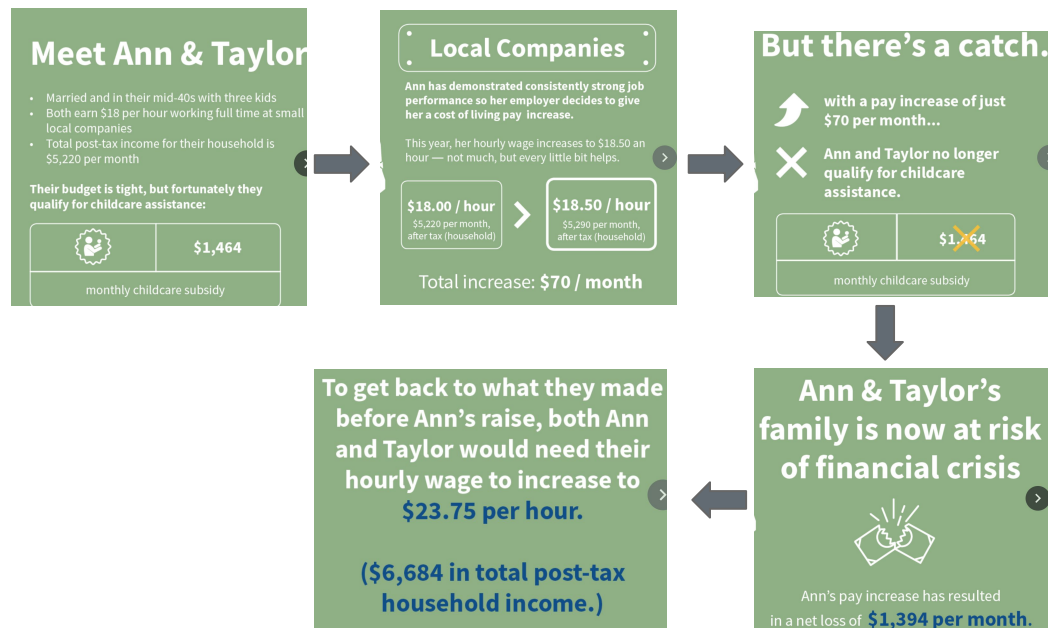 Meet Ann & Taylor
• Married and in their mid-40s with three kids
• Both earn $18 per hour working full time at small
local companies
• Total post-tax income for their household is
$5,220 per month
Their budget is tight, but fortunately they
qualify for childcare assistance:
$1,464
monthly childcare subsidy
Local Companies
Ann has demonstrated consistently strong job
performance so her employer decides to give
her a cost of living pay increase.
This year, her hourly wage increases to $18.50 an
hour — not much, but every little bit helps.
$18.00 / hour
$5,220 per month,
after tax (household)
$18.50 / hour
$5,290 per month,
after tax (household)
Total increase: $70 / month
But there's a catch.
with a pay increase of just
$70 per month...
Ann and Taylor no longer
qualify for childcare
assistance.
$1,464
monthly childcare subsidy
Ann & Taylor's
family is now at risk
of financial crisis
Ann's pay increase has resulted
in a net loss of $1,394 per month.
To get back to what they made
before Ann's raise, both Ann
and Taylor would need their
hourly wage to increase to
$23.75 per hour.
($6,684 in total post-tax
household income.)